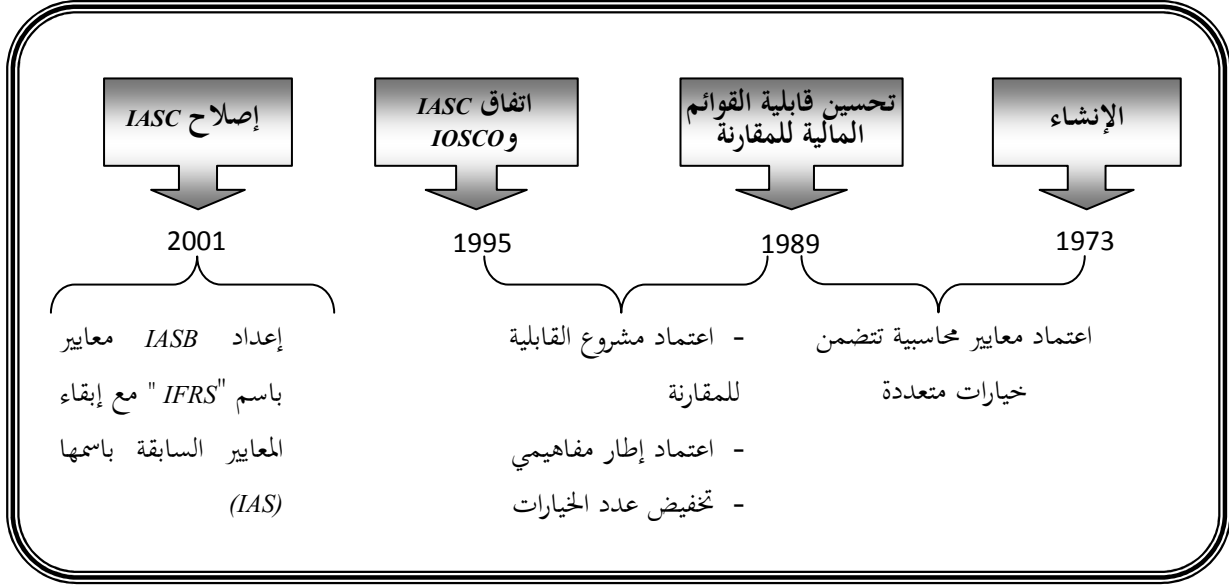 الإنشاء
تحسين قابلية القوائم
المالية للمقارنة
اتفاق IASC
وIOSCO
إصلاح IASC
1973
1989
1995
2001
اعتماد معايير محاسبية تتضمن
خيارات متعددة
- اعتماد مشروع القابلية
للمقارنة
- اعتماد إطار مفاهيمي
- تخفيض عدد الخيارات
إعداد IASB معايير
باسم "IFRS" مع إبقاء
المعايير السابقة باسمها
(IAS)